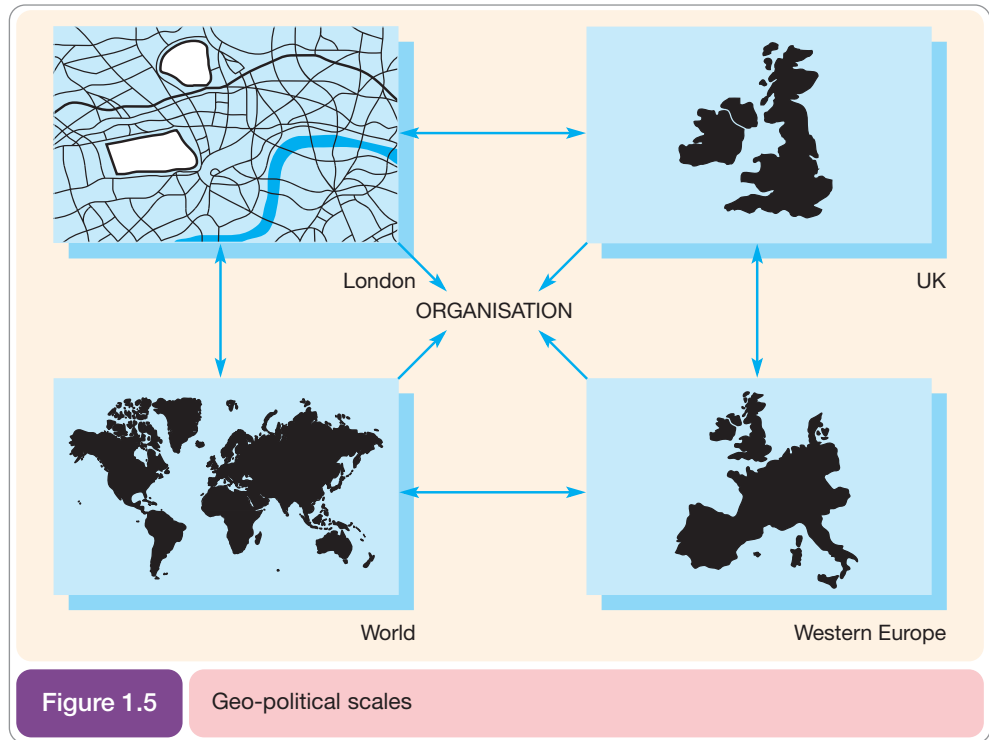 London
UK
ORGANISATION
World
Western Europe
Figure 1.5
Geo-political scales